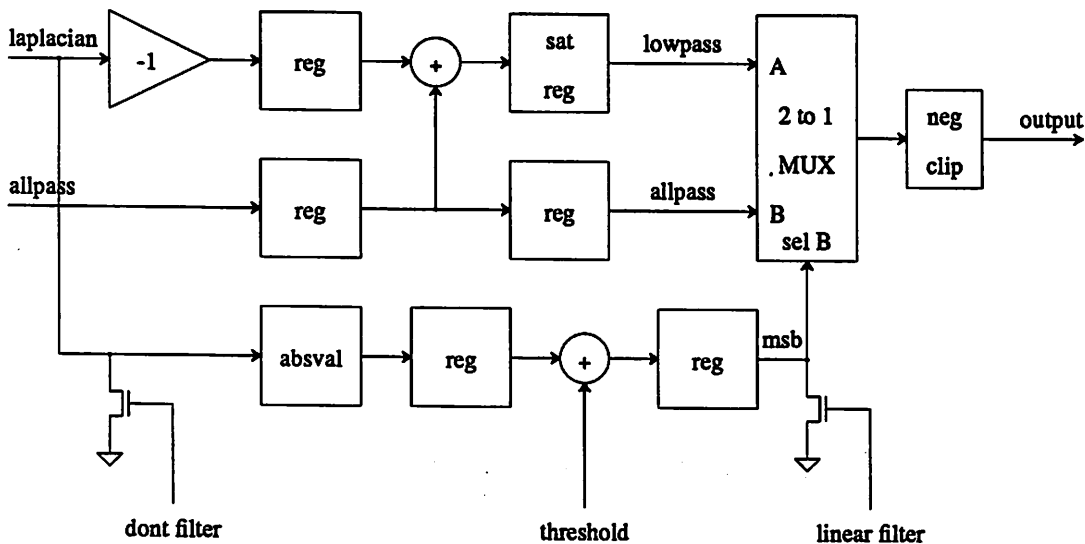 laplacian
-1
reg
+
sat
reg
lowpass
A
2 to 1
MUX
B
sel B
neg
clip
output
allpass
reg
reg
allpass
absval
reg
+
reg
msb
dont filter
threshold
linear filter